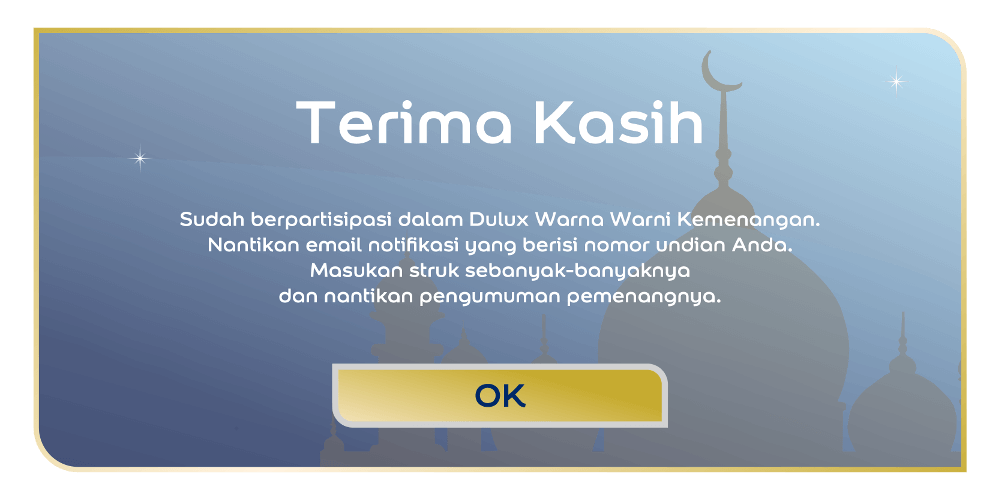 Terima Kasih
Sudah berpartisipasi dalam Dulux Warna Warni Kemenangan.
Nantikan email notifikasi yang berisi nomor undian Anda.
Masukan struk sebanyak-banyaknya
dan nantikan pengumuman pemenangnya.
OK